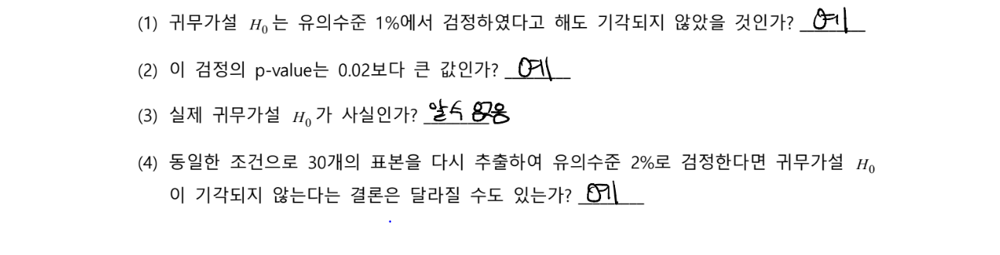 (1) 귀무가설 H₀ 는 유의수준 1%에서 검정하였다고 해도 기각되지 않았을 것인가? 예
(2) 이 검정의 p-value는 0.02보다 큰 값인가? 예
(3) 실제 귀무가설 H₀ 가 사실인가? 알수 없음
(4) 동일한 조건으로 30개의 표본을 다시 추출하여 유의수준 2%로 검정한다면 귀무가설 H₀
이 기각되지 않는다는 결론은 달라질 수도 있는가? 예